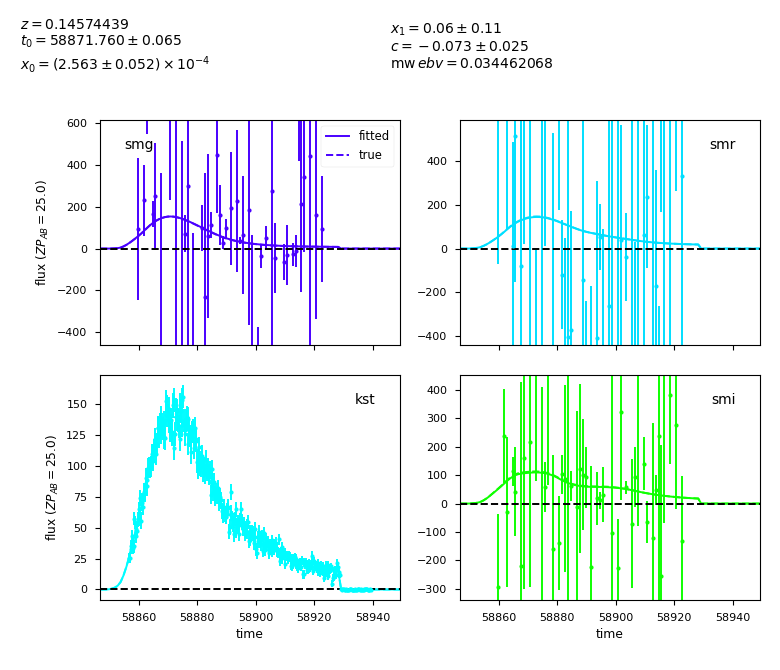 z = 0.14574439
t₀ = 58871.760 ± 0.065
x₀ = (2.563 ± 0.052) × 10⁻⁴
x₁ = 0.06 ± 0.11
c = −0.073 ± 0.025
mw ebv = 0.034462068
smg
fitted
true
600
400
200
0
−200
−400
flux (ZP_AB = 25.0)
smr
400
200
0
−200
−400
kst
150
125
100
75
50
25
0
flux (ZP_AB = 25.0)
58860 58880 58900 58920 58940
time
smi
400
300
200
100
0
−100
−200
−300
58860 58880 58900 58920 58940
time